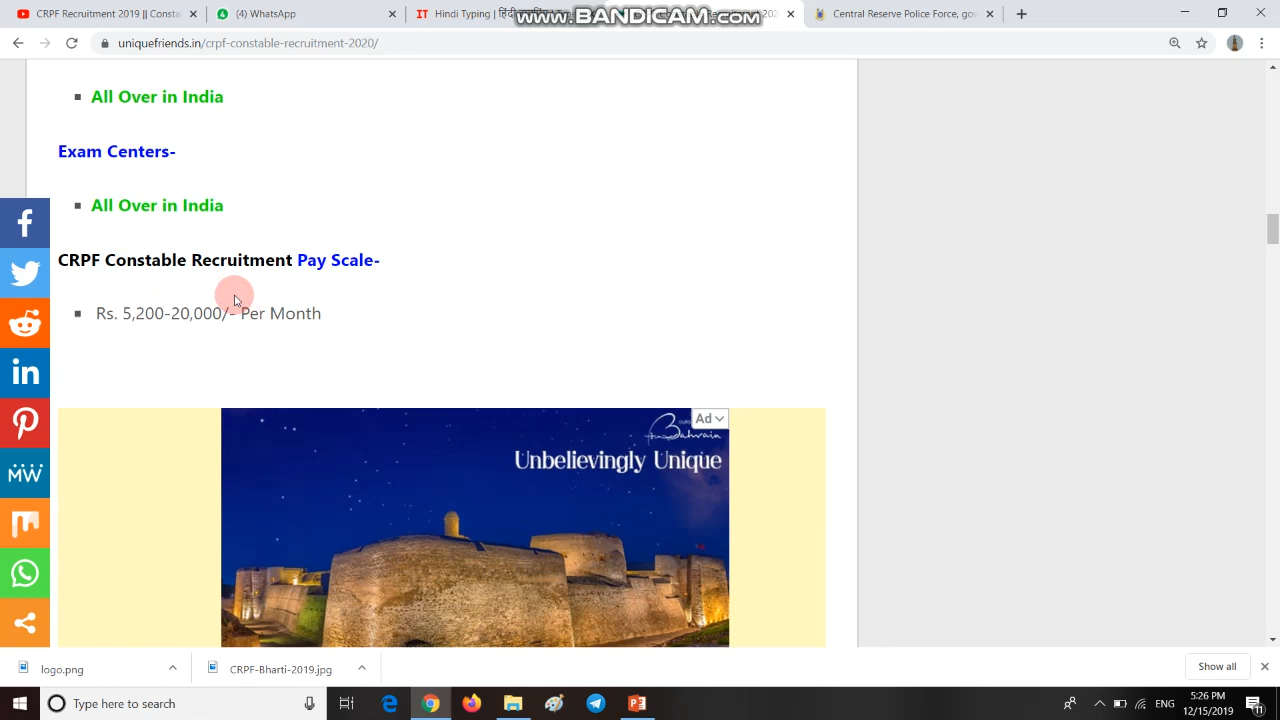 CRPF Recruitment 2019 || Consta
(4) WhatsApp
Hindi Typing |
WWW.BANDICAM.COM
Central Reserve Police Force, gov
uniquefriends.in/crpf-constable-recruitment-2020/
All Over in India
Exam Centers-
All Over in India
CRPF Constable Recruitment Pay Scale-
Rs. 5,200-20,000/- Per Month
Ad
Bahrain
Unbelievingly Unique
logo.png
CRPF-Bharti-2019.jpg
Show all
Type here to search
ENG
5:26 PM
12/15/2019
11